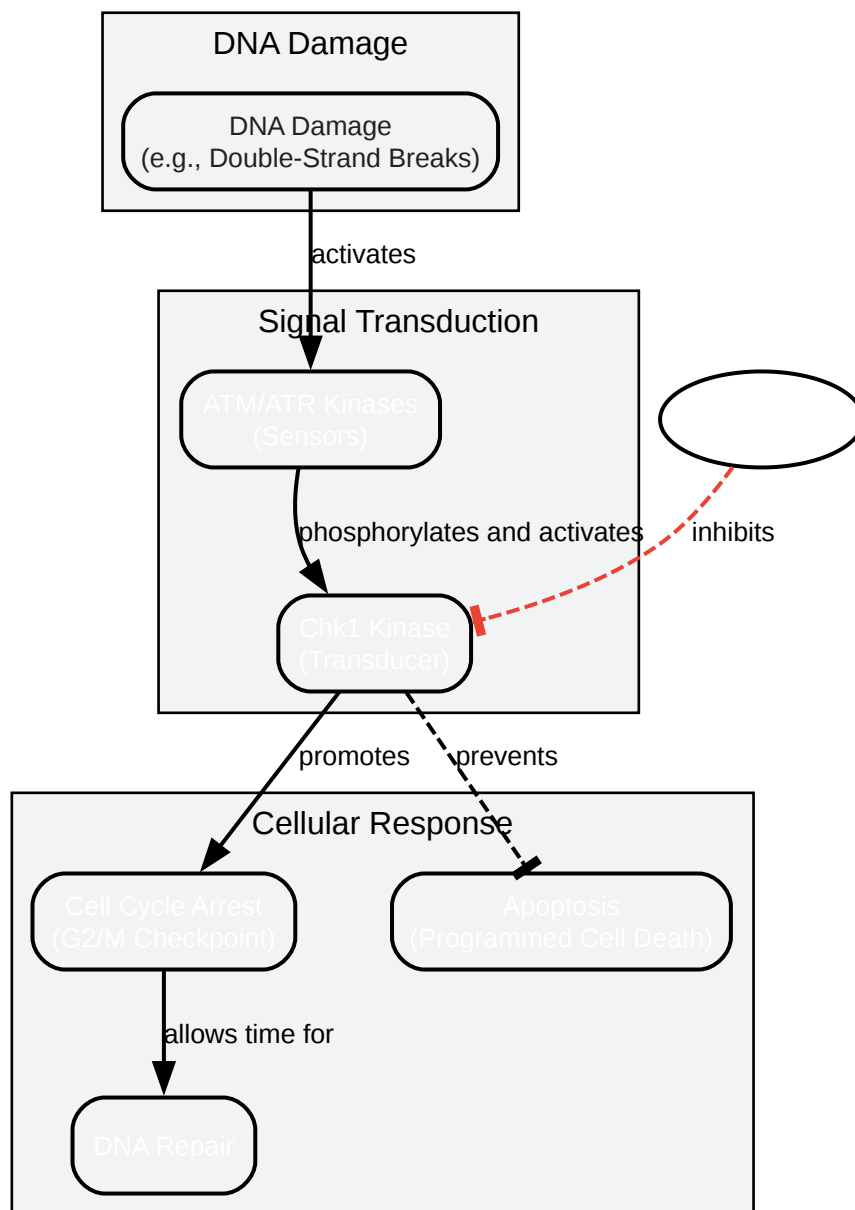 DNA Damage
DNA Damage
(e.g., Double-Strand Breaks)
activates
Signal Transduction
ATM/ATR Kinases
(Sensors)
phosphorylates and activates
inhibits
Chk1 Kinase
(Transducer)
promotes
prevents
Cellular Response
Cell Cycle Arrest
(G2/M Checkpoint)
Apoptosis
(Programmed Cell Death)
allows time for
DNA Repair